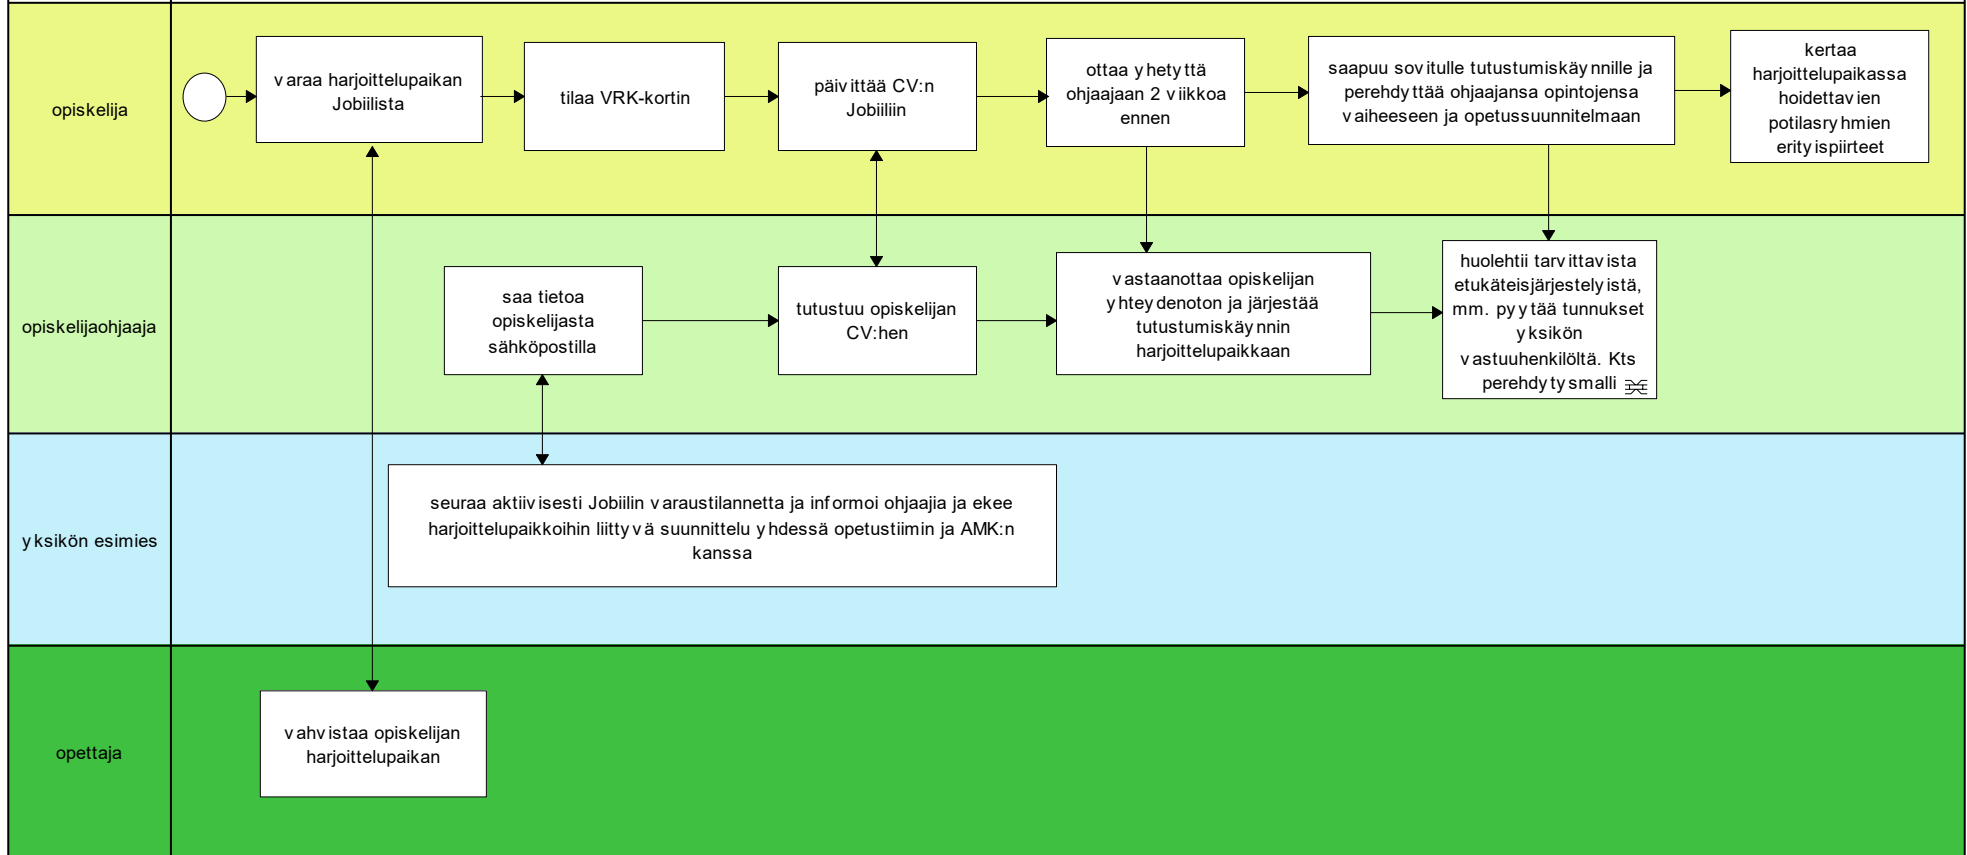 opiskelija
varaa harjoittelupaikan
Jobiilista
tilaa VRK-kortin
päivittää CV:n
Jobiiliin
ottaa yhetyttä
ohjaajaan 2 viikkoa
ennen
saapuu sovitulle tutustumiskäynnille ja
perehdyttää ohjaajansa opintojensa
vaiheeseen ja opetussuunnitelmaan
kertaa
harjoittelupaikassa
hoidettavien
potilasryhmien
erityispiirteet
opiskelijaohjaaja
saa tietoa
opiskelijasta
sähköpostilla
tutustuu opiskelijan
CV:hen
vastaanottaa opiskelijan
yhteydenoton ja järjestää
tutustumiskäynnin
harjoittelupaikkaan
huolehtii tarvittavista
etukäteisjärjestelyistä,
mm. pyytää tunnukset
yksikön
vastuuhenkilöltä. Kts
perehdytysmalli
yksikön esimies
seuraa aktiivisesti Jobiilin varaustilannetta ja informoi ohjaajia ja ekee
harjoittelupaikkoihin liittyvä suunnittelu yhdessä opetustiimin ja AMK:n
kanssa
opettaja
vahvistaa opiskelijan
harjoittelupaikan